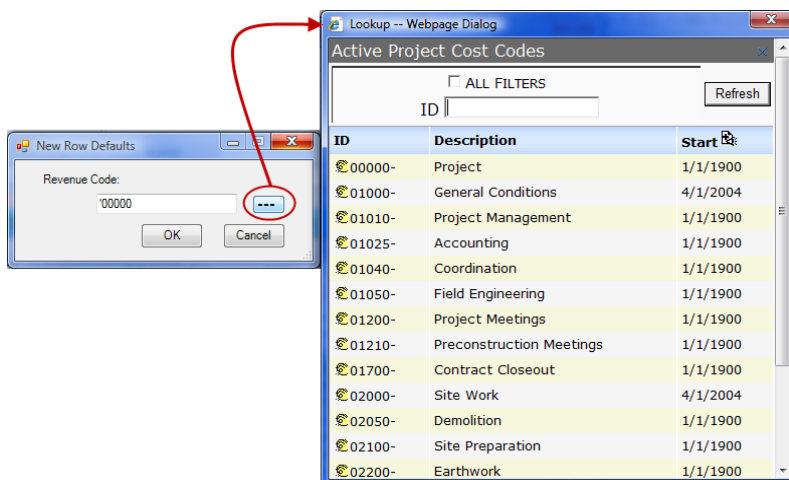 Lookup -- Webpage Dialog
Active Project Cost Codes
ALL FILTERS
Refresh
ID
ID Description Start
00000- Project 1/1/1900
01000- General Conditions 4/1/2004
01010- Project Management 1/1/1900
01025- Accounting 1/1/1900
01040- Coordination 1/1/1900
01050- Field Engineering 1/1/1900
01200- Project Meetings 1/1/1900
01210- Preconstruction Meetings 1/1/1900
01700- Contract Closeout 1/1/1900
02000- Site Work 4/1/2004
02050- Demolition 1/1/1900
02100- Site Preparation 1/1/1900
02200- Earthwork 1/1/1900
New Row Defaults
Revenue Code:
'00000 ---
OK Cancel